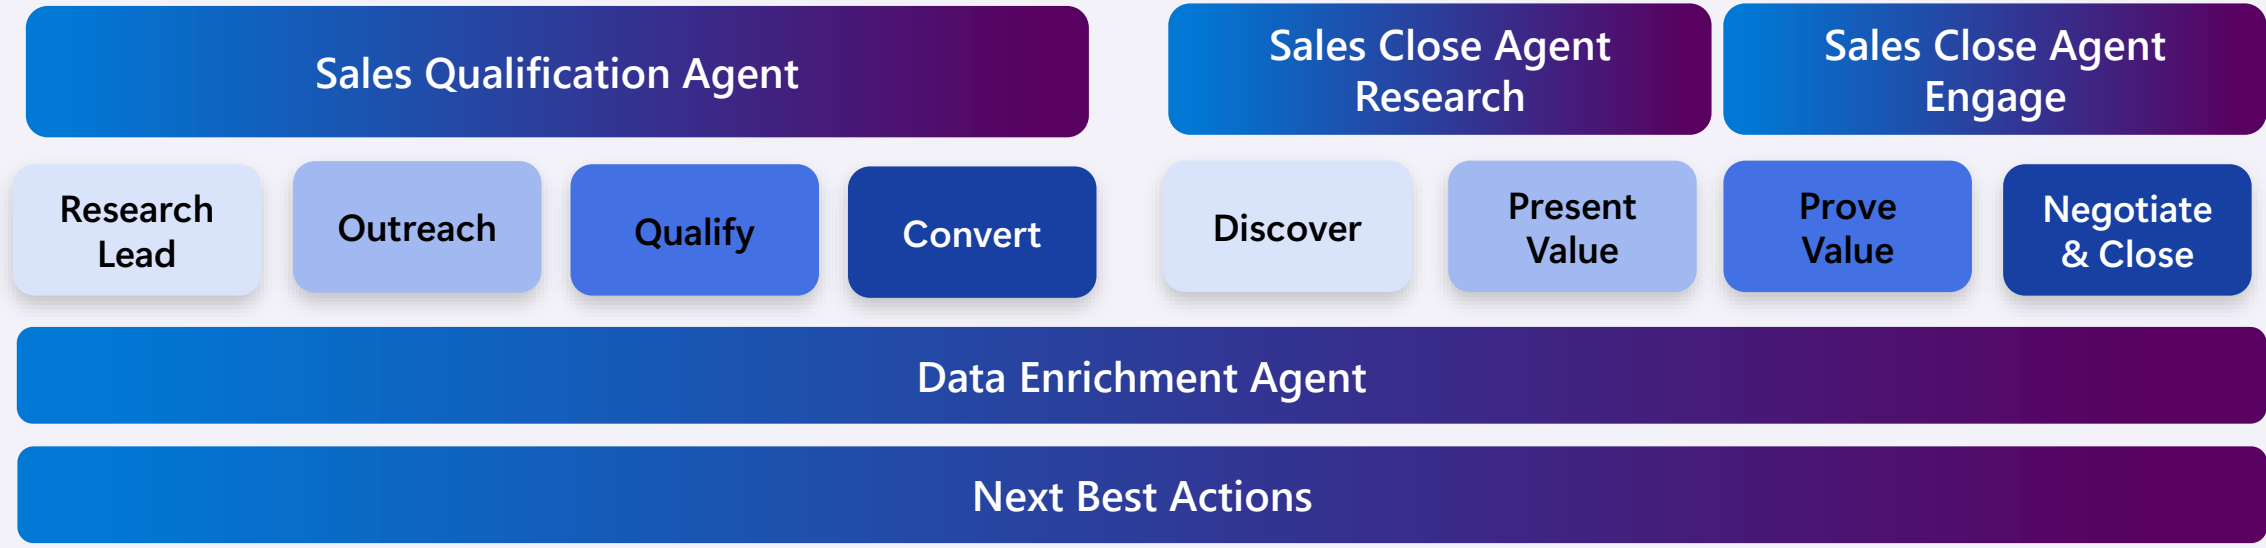 Sales Qualification Agent
Sales Close Agent
Research
Sales Close Agent
Engage
Research
Lead
Outreach
Qualify
Convert
Discover
Present
Value
Prove
Value
Negotiate
& Close
Data Enrichment Agent
Next Best Actions